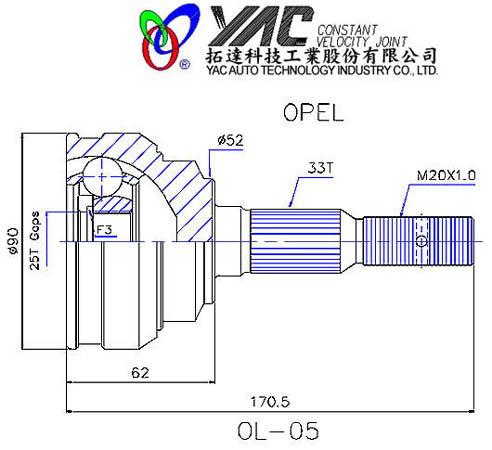 YAC CONSTANT
VELOCITY JOINT
拓達科技工業股份有限公司
YAC AUTO TECHNOLOGY INDUSTRY CO., LTD.
OPEL
ø52
33T
M20X1.0
ø90
25T Gaps
F3
62
170.5
OL-05